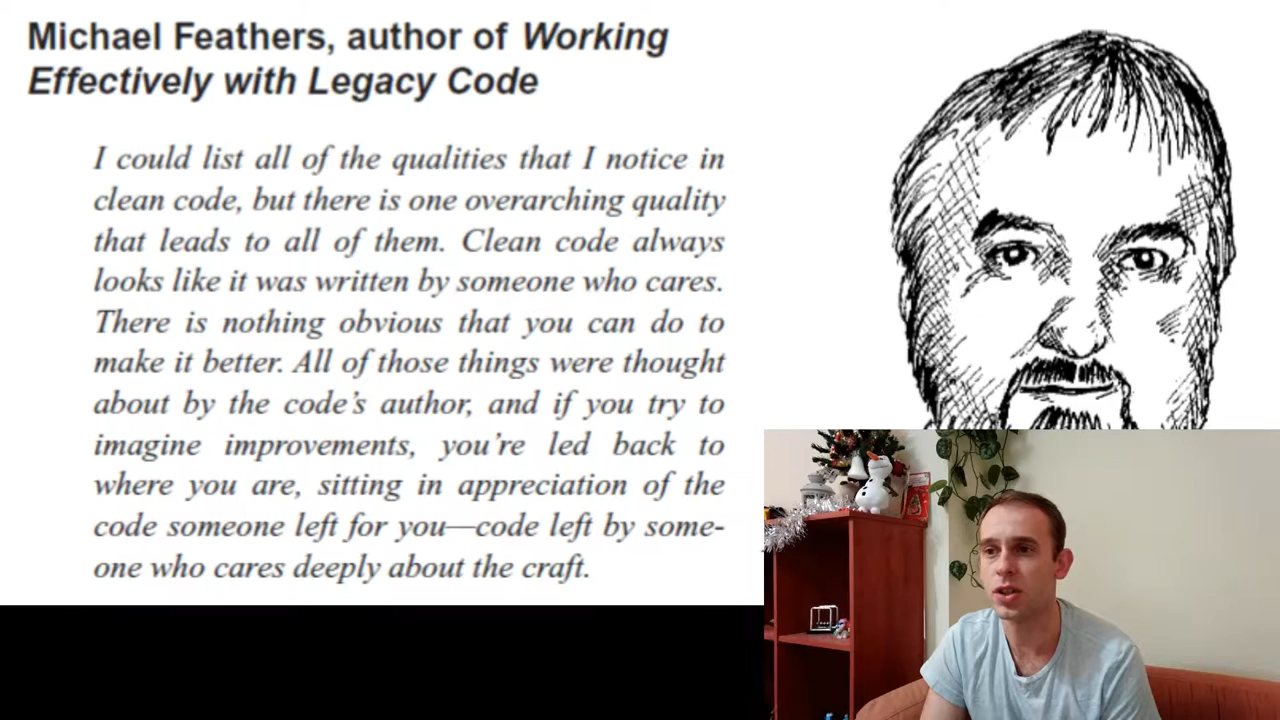 Michael Feathers, author of Working
Effectively with Legacy Code
I could list all of the qualities that I notice in
clean code, but there is one overarching quality
that leads to all of them. Clean code always
looks like it was written by someone who cares.
There is nothing obvious that you can do to
make it better. All of those things were thought
about by the code’s author, and if you try to
imagine improvements, you’re led back to
where you are, sitting in appreciation of the
code someone left for you—code left by some-
one who cares deeply about the craft.